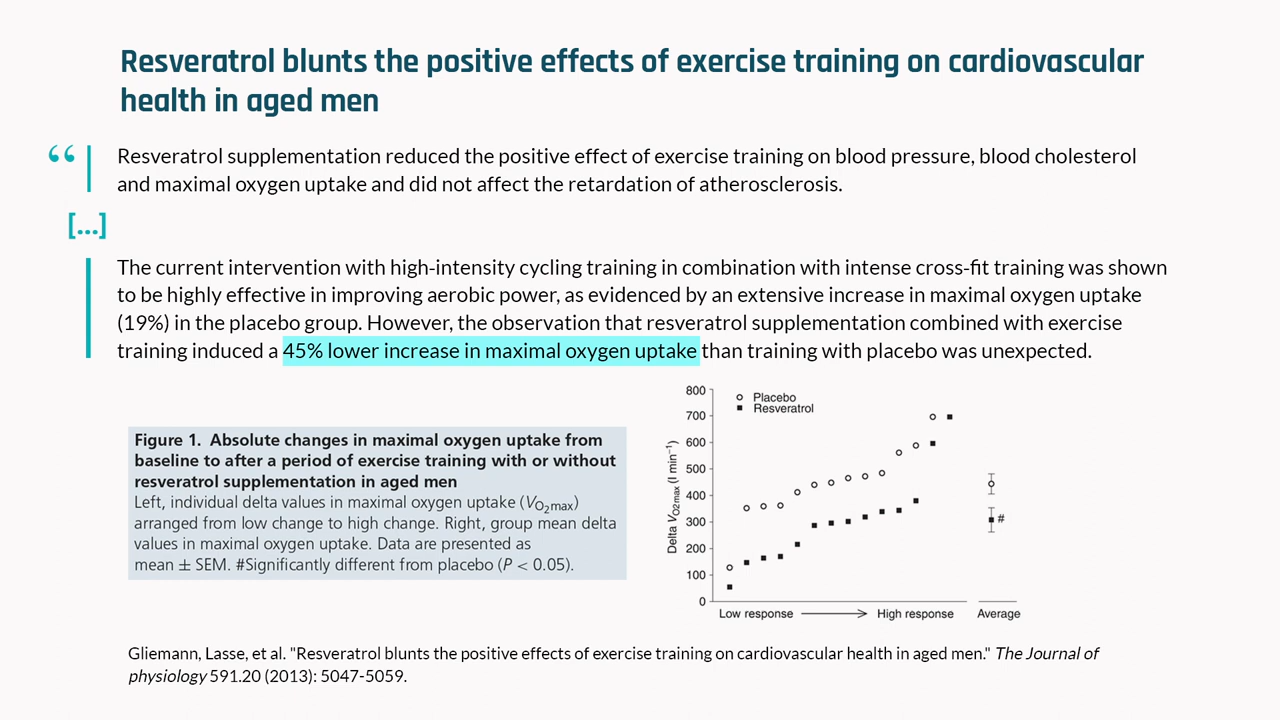 Resveratrol blunts the positive effects of exercise training on cardiovascular
health in aged men
“ Resveratrol supplementation reduced the positive effect of exercise training on blood pressure, blood cholesterol
and maximal oxygen uptake and did not affect the retardation of atherosclerosis.
[...]
The current intervention with high-intensity cycling training in combination with intense cross-fit training was shown
to be highly effective in improving aerobic power, as evidenced by an extensive increase in maximal oxygen uptake
(19%) in the placebo group. However, the observation that resveratrol supplementation combined with exercise
training induced a 45% lower increase in maximal oxygen uptake than training with placebo was unexpected.
Figure 1. Absolute changes in maximal oxygen uptake from
baseline to after a period of exercise training with or without
resveratrol supplementation in aged men
Left, individual delta values in maximal oxygen uptake (V̇O2max)
arranged from low change to high change. Right, group mean delta
values in maximal oxygen uptake. Data are presented as
mean ± SEM. #Significantly different from placebo (P < 0.05).
Delta V̇O2max (l min⁻¹)
800
700
600
500
400
300
200
100
0
Placebo
Resveratrol
#
Low response
High response
Average
Gliemann, Lasse, et al. "Resveratrol blunts the positive effects of exercise training on cardiovascular health in aged men." The Journal of
physiology 591.20 (2013): 5047-5059.